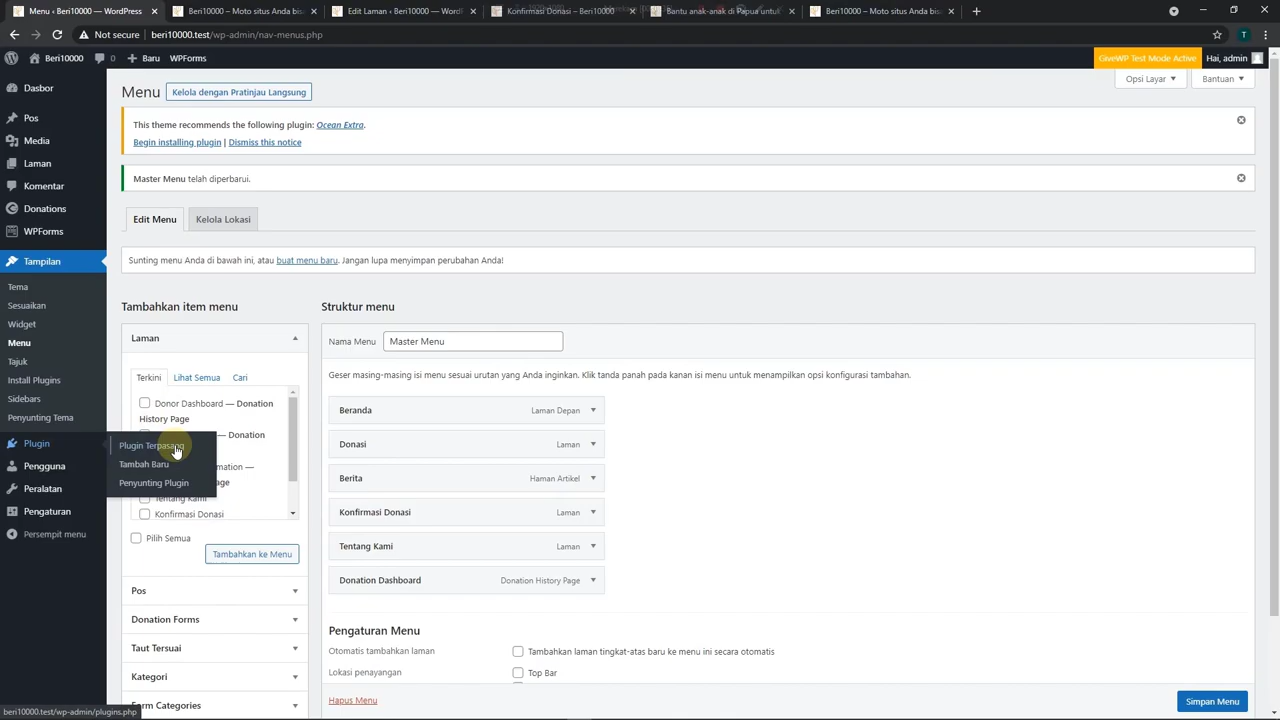 Menu ‹ Beri10000 — WordPress
Beri10000 – Moto situs Anda bisa
Edit Laman ‹ Beri10000 — Wo
Konfirmasi Donasi – Beri10000
Bantu anak-anak
Beri10000 – Moto situs Anda bisa
Not secure
beri10000.test/wp-admin/nav-menus.php
T
Beri10000
0
Baru
WPForms
GiveWP Test Mode Active
Hai, admin
Dasbor
Pos
Media
Laman
Komentar
Donations
WPForms
Tampilan
Tema
Sesuaikan
Widget
Menu
Tajuk
Install Plugins
Sidebars
Penyunting Tema
Plugin
Pengguna
Peralatan
Pengaturan
Persempit menu
Plugin Terpasang
Tambah Baru
Penyunting Plugin
Opsi Layar
Bantuan
Menu
Kelola dengan Pratinjau Langsung
This theme recommends the following plugin: Ocean Extra.
Begin installing plugin | Dismiss this notice
Master Menu telah diperbarui.
Edit Menu
Kelola Lokasi
Sunting menu Anda di bawah ini, atau buat menu baru. Jangan lupa menyimpan perubahan Anda!
Tambahkan item menu
Laman
Terkini
Lihat Semua
Cari
Donor Dashboard — Donation
History Page
— Donation
mation —
ge
Tentang Kami
Konfirmasi Donasi
Pilih Semua
Tambahkan ke Menu
Pos
Donation Forms
Taut Tersuai
Kategori
Form Categories
Struktur menu
Nama Menu
Master Menu
Geser masing-masing isi menu sesuai urutan yang Anda inginkan. Klik tanda panah pada kanan isi menu untuk menampilkan opsi konfigurasi tambahan.
Beranda
Laman Depan
Donasi
Laman
Berita
Haman Artikel
Konfirmasi Donasi
Laman
Tentang Kami
Laman
Donation Dashboard
Donation History Page
Pengaturan Menu
Otomatis tambahkan laman
Tambahkan laman tingkat-atas baru ke menu ini secara otomatis
Lokasi penayangan
Top Bar
Hapus Menu
Simpan Menu
beri10000.test/wp-admin/plugins.php